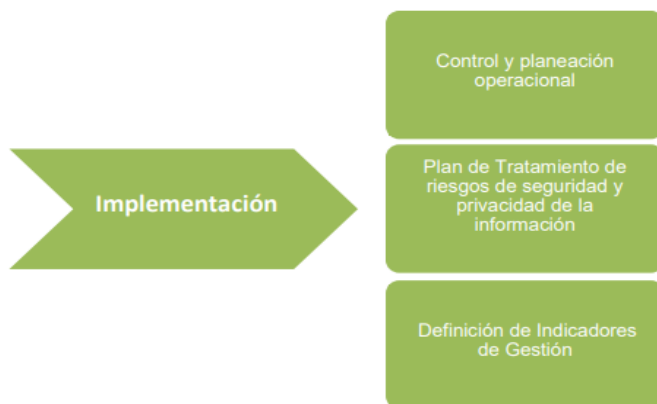 Implementación
Control y planeación
operacional
Plan de Tratamiento de
riesgos de seguridad y
privacidad de la
información
Definición de Indicadores
de Gestión